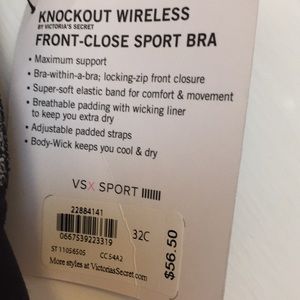 KNOCKOUT WIRELESS
BY VICTORIA'S SECRET
FRONT-CLOSE SPORT BRA
• Maximum support
• Bra-within-a-bra; locking-zip front closure
• Super-soft elastic band for comfort & movement
• Breathable padding with wicking liner
to keep you extra dry
• Adjustable padded straps
• Body-Wick keeps you cool & dry
VSX SPORT
22884141
0667539223319
32C
$56.50
ST 11056505 CC 54A2
More styles at VictoriasSecret.com